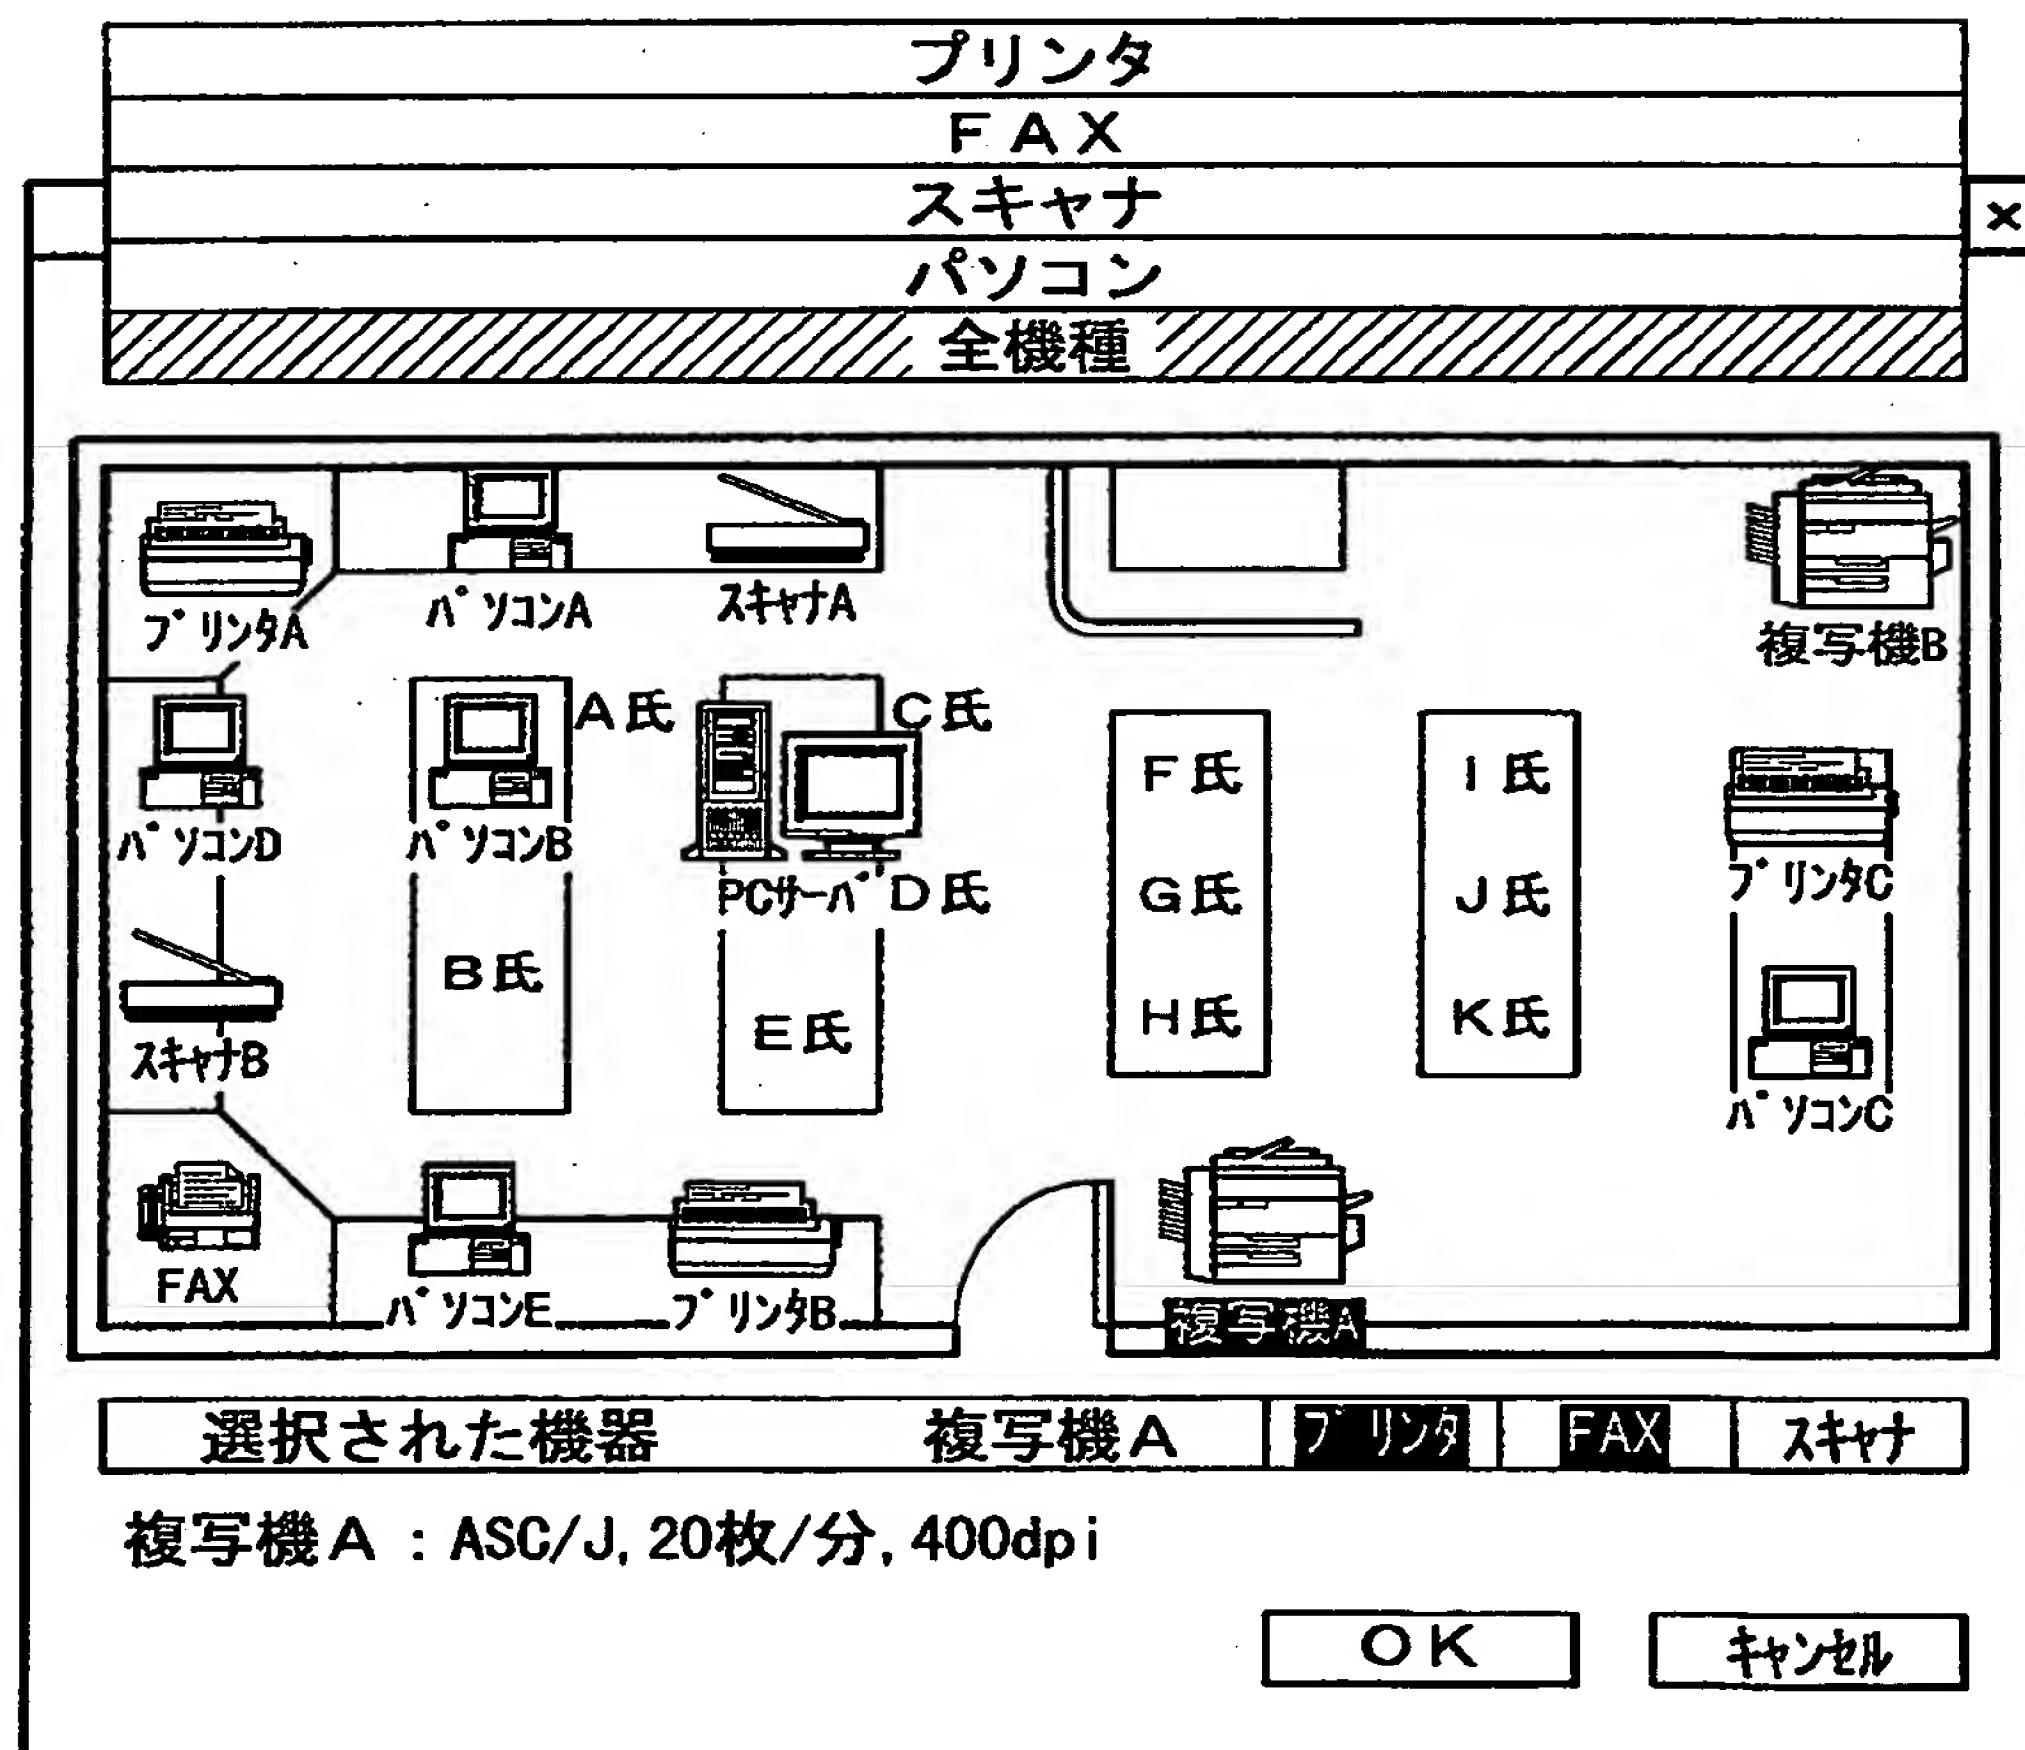 プリンタ
FAX
スキャナ
×
パソコン
全機種
プリンタA
パソコンA
スキャナA
複写機B
A氏
C氏
F氏
I氏
パソコンD
パソコンB
PCサーバ
D氏
G氏
J氏
プリンタC
B氏
スキャナB
E氏
H氏
K氏
パソコンC
FAX
パソコンE
プリンタB
複写機A
選択された機器 複写機A プリンタ FAX スキャナ
複写機A:ASC/J,20枚/分,400dpi
OK キャンセル